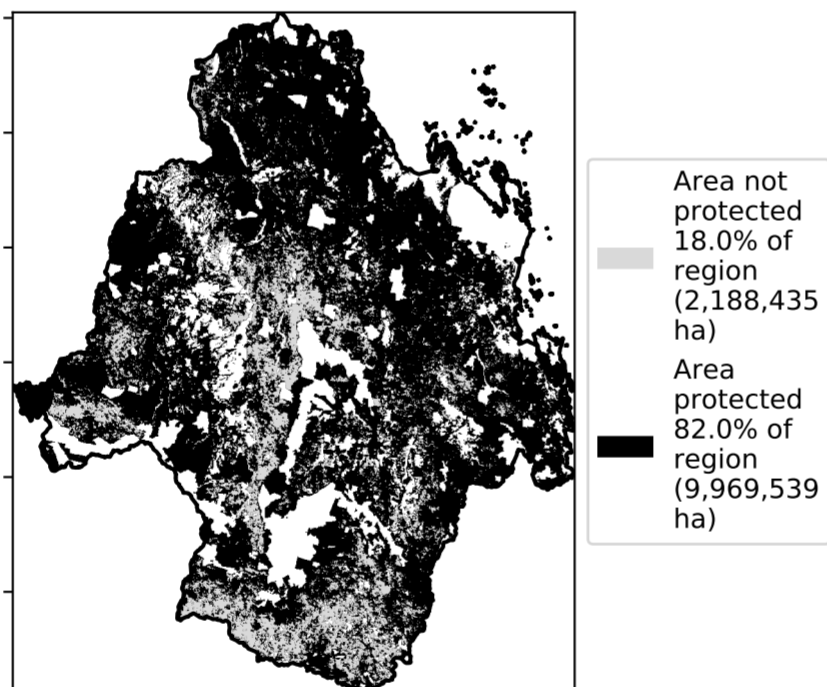 Area not
protected
18.0% of
region
(2,188,435
ha)
Area
protected
82.0% of
region
(9,969,539
ha)